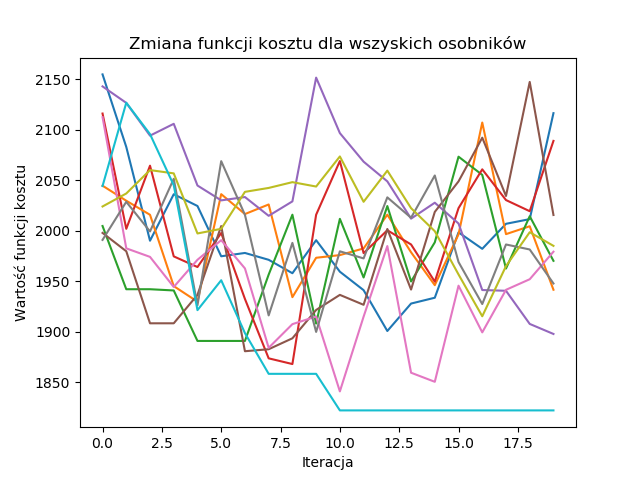 Zmiana funkcji kosztu dla wszyskich osobników
Wartość funkcji kosztu
2150
2100
2050
2000
1950
1900
1850
0.0 2.5 5.0 7.5 10.0 12.5 15.0 17.5
Iteracja